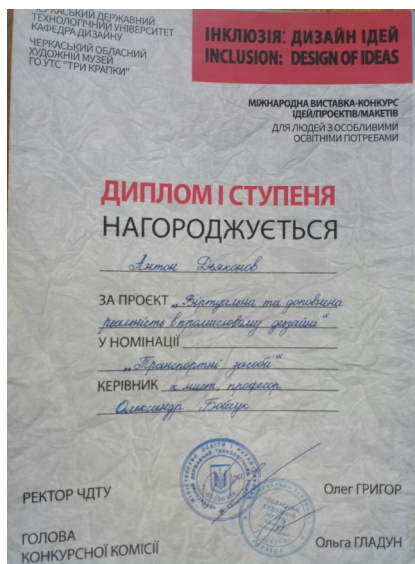 ЧЕРКАСЬКИЙ ДЕРЖАВНИЙ
ТЕХНОЛОГІЧНИЙ УНІВЕРСИТЕТ
КАФЕДРА ДИЗАЙНУ
ЧЕРКАСЬКИЙ ОБЛАСНИЙ
ХУДОЖНІЙ МУЗЕЙ
ГО УТС "ТРИ КРАПКИ"
ІНКЛЮЗІЯ: ДИЗАЙН ІДЕЙ
INCLUSION: DESIGN OF IDEAS
МІЖНАРОДНА ВИСТАВКА-КОНКУРС
ІДЕЙ/ПРОЄКТІВ/МАКЕТІВ
ДЛЯ ЛЮДЕЙ З ОСОБЛИВИМИ
ОСВІТНІМИ ПОТРЕБАМИ
ДИПЛОМ І СТУПЕНЯ
НАГОРОДЖУЄТЬСЯ
Антон Дьяконов
ЗА ПРОЄКТ „Віртуальна та доповнена
реальність в промисловому дизайні"
У НОМІНАЦІЇ
„Транспортні засоби"
КЕРІВНИК к. мист., професор
Олександр Бойчук
РЕКТОР ЧДТУ
Олег ГРИГОР
ГОЛОВА
КОНКУРСНОЇ КОМІСІЇ
Ольга ГЛАДУН